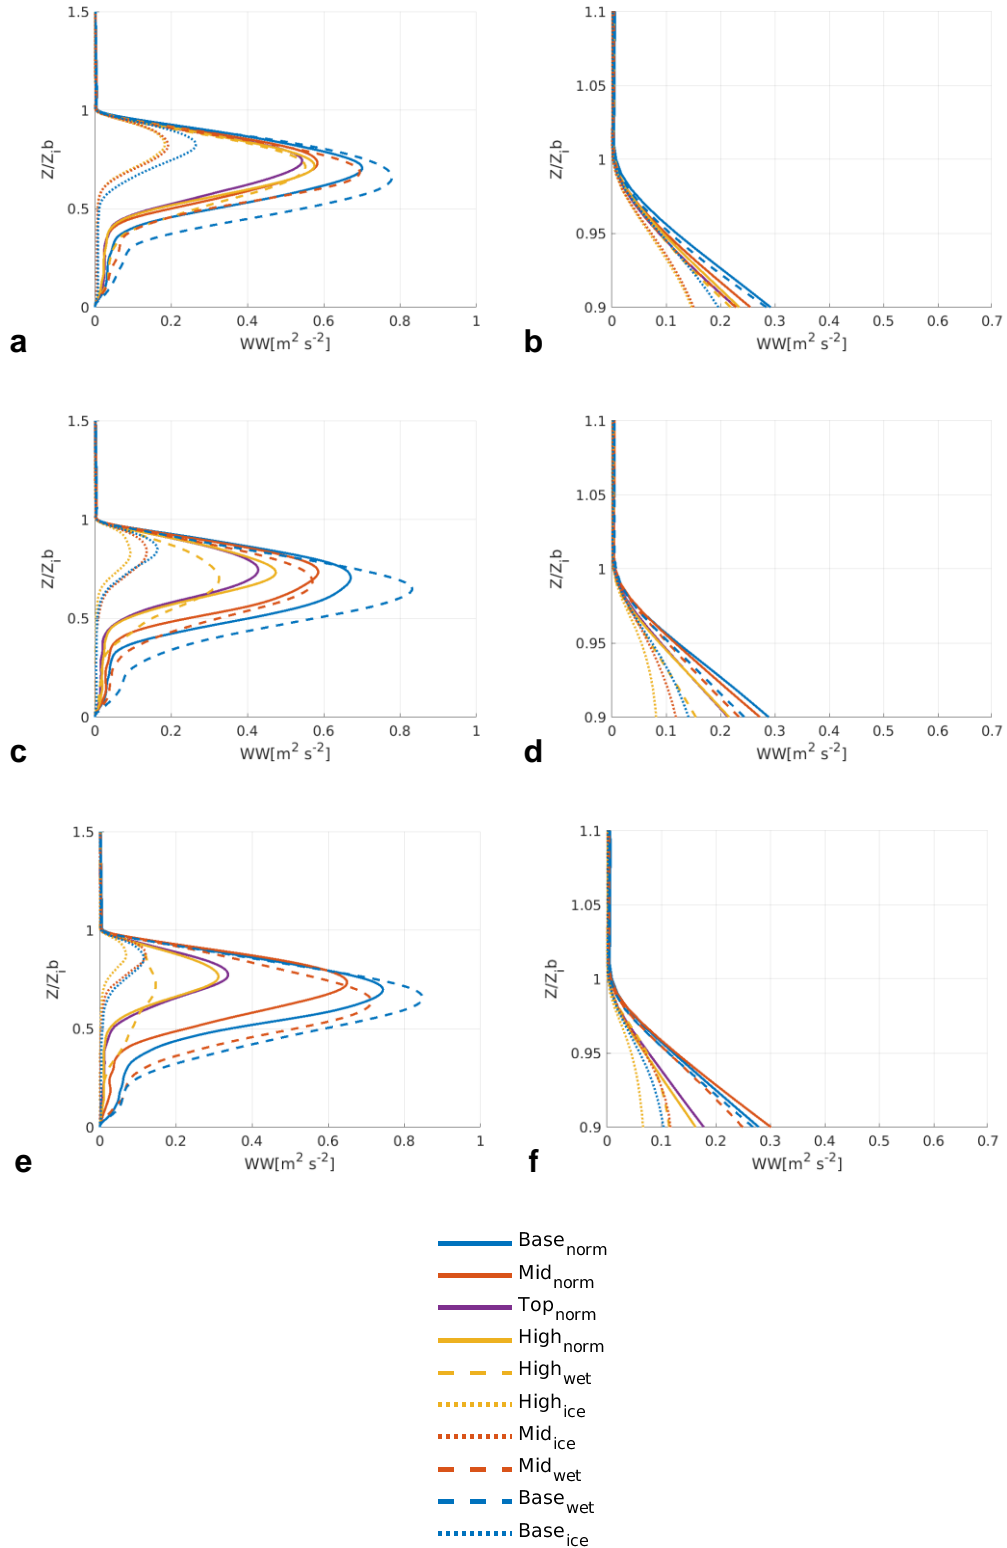 1.5
1
0.5
0
0 0.2 0.4 0.6 0.8 1
Z/Z_i b
WW[m² s⁻²]
a
1.1
1.05
1
0.95
0.9
0 0.1 0.2 0.3 0.4 0.5 0.6 0.7
Z/Z_i b
WW[m² s⁻²]
b
1.5
1
0.5
0
0 0.2 0.4 0.6 0.8 1
Z/Z_i b
WW[m² s⁻²]
c
1.1
1.05
1
0.95
0.9
0 0.1 0.2 0.3 0.4 0.5 0.6 0.7
Z/Z_i b
WW[m² s⁻²]
d
1.5
1
0.5
0
0 0.2 0.4 0.6 0.8 1
Z/Z_i b
WW[m² s⁻²]
e
1.1
1.05
1
0.95
0.9
0 0.1 0.2 0.3 0.4 0.5 0.6 0.7
Z/Z_i b
WW[m² s⁻²]
f
Base_norm
Mid_norm
Top_norm
High_norm
High_wet
High_ice
Mid_ice
Mid_wet
Base_wet
Base_ice